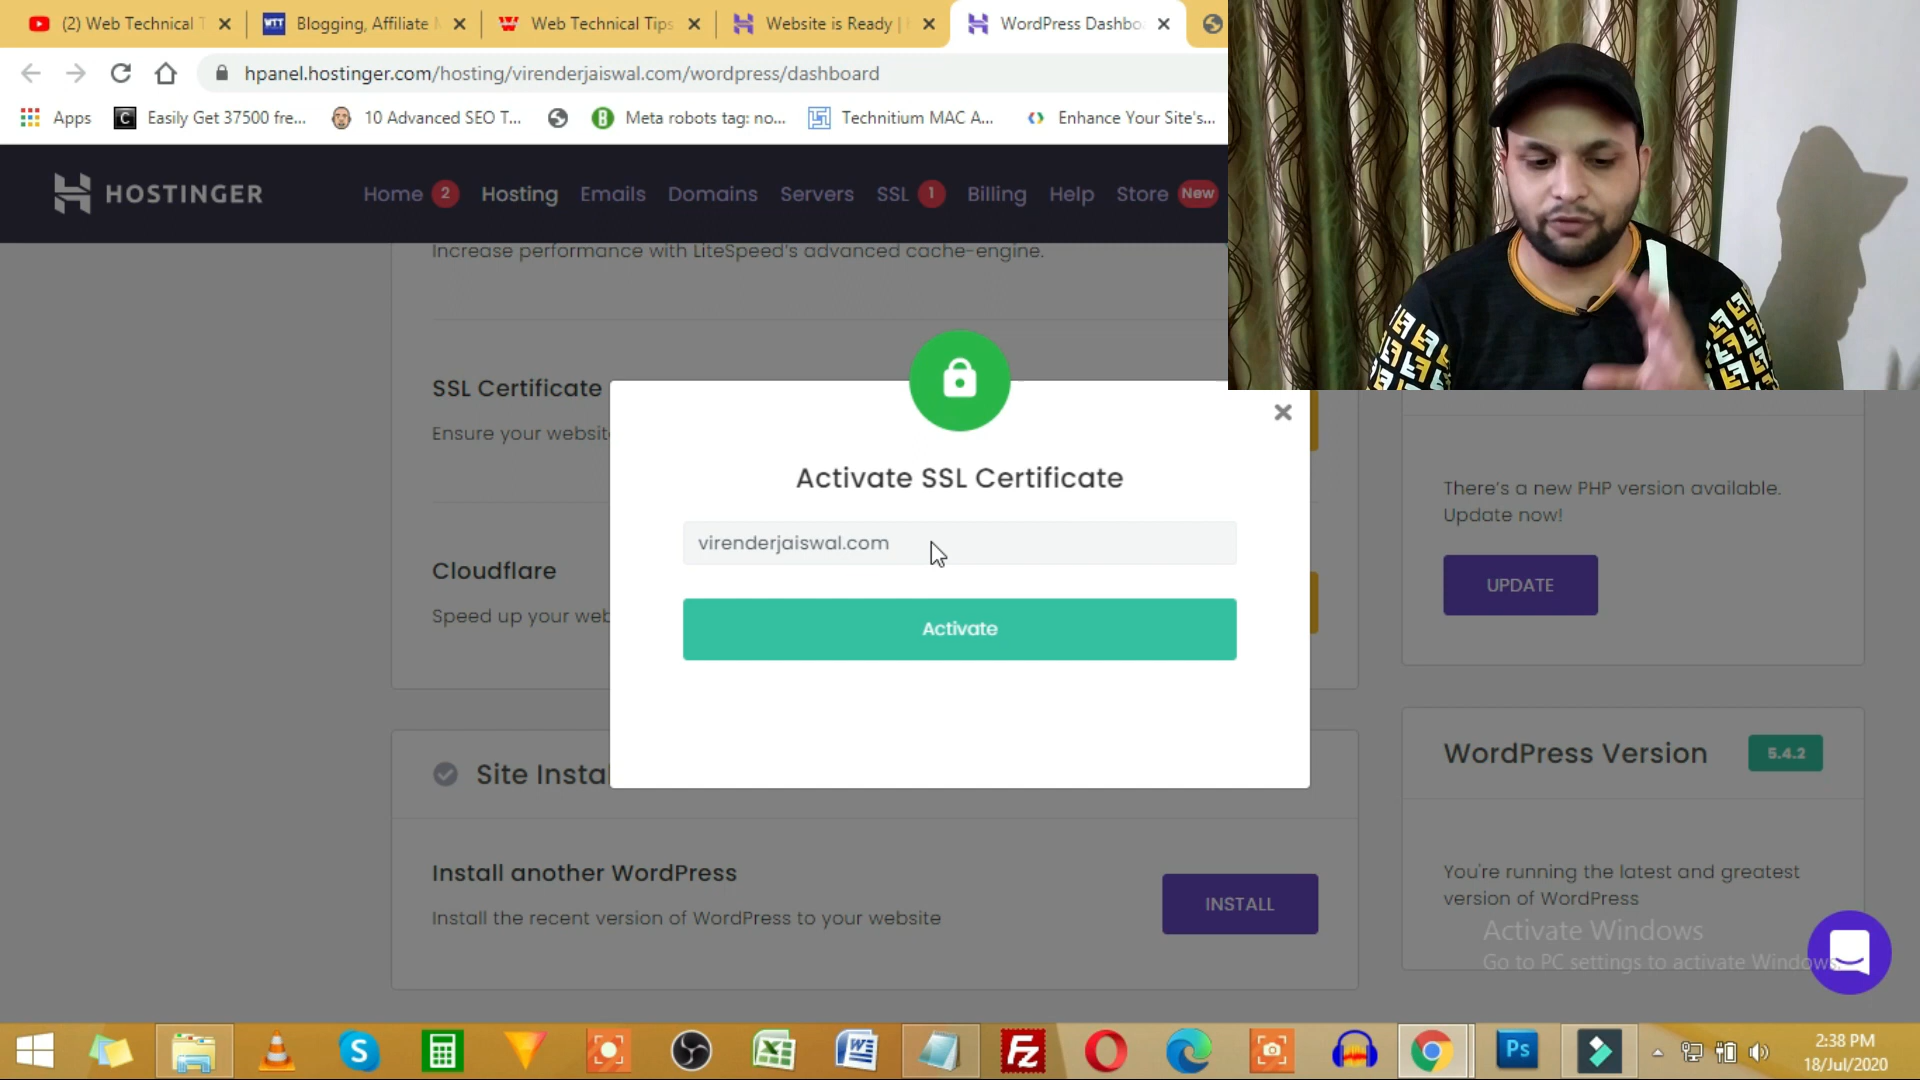 (2) Web Technical T
WTT
Blogging, Affiliate M
Web Technical Tips
Website is Ready | H
WordPress Dashboa
hpanel.hostinger.com/hosting/virenderjaiswal.com/wordpress/dashboard
Apps
Easily Get 37500 fre...
10 Advanced SEO T...
Meta robots tag: no...
Technitium MAC A...
Enhance Your Site's...
HOSTINGER
Home 2
Hosting
Emails
Domains
Servers
SSL 1
Billing
Help
Store New
Increase performance with LiteSpeed's advanced cache-engine.
SSL Certificate
Ensure your websit
Activate SSL Certificate
virenderjaiswal.com
Activate
Cloudflare
Speed up your web
There's a new PHP version available.
Update now!
UPDATE
Site Instal
WordPress Version
5.4.2
Install another WordPress
Install the recent version of WordPress to your website
INSTALL
You're running the latest and greatest
version of WordPress
Activate Windows
Go to PC settings to activate Windows.
Ps
2:38 PM
18/Jul/2020